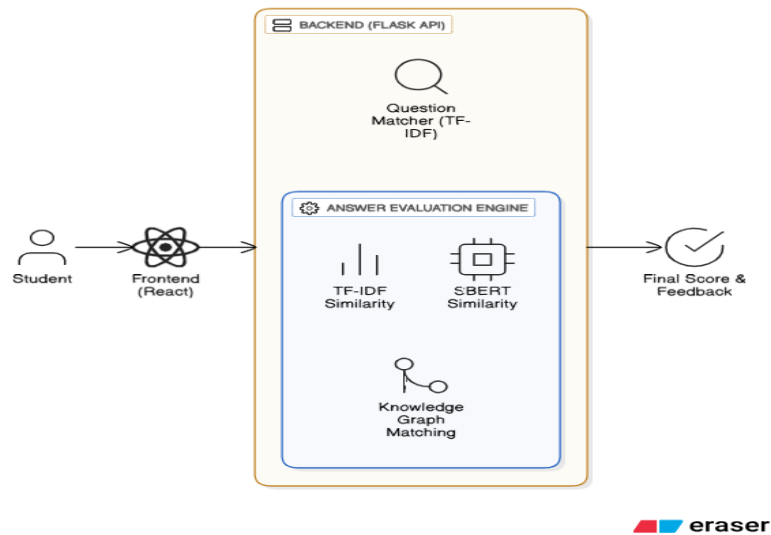 BACKEND (FLASK API)
Question
Matcher (TF-
IDF)
ANSWER EVALUATION ENGINE
Student
Frontend
(React)
TF-IDF
Similarity
SBERT
Similarity
Knowledge
Graph
Matching
Final Score &
Feedback
eraser